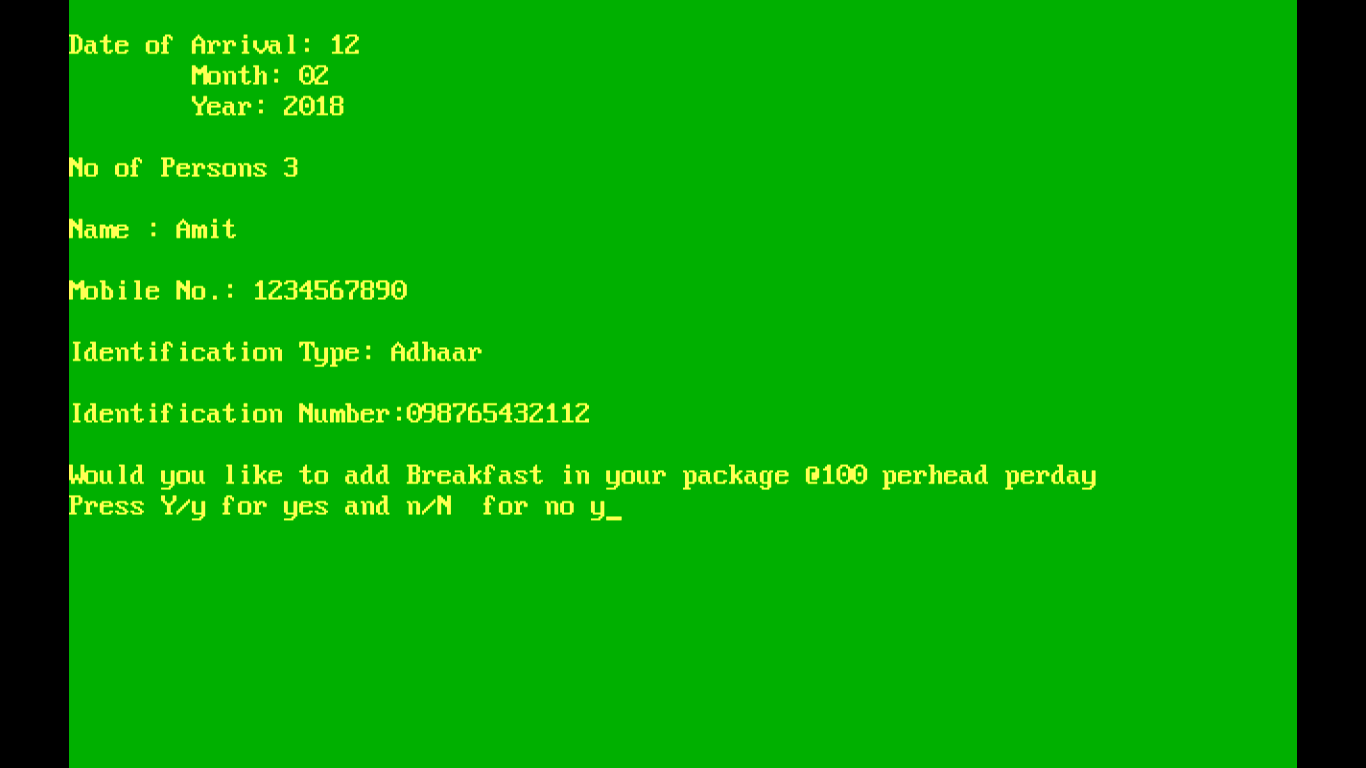 Date of Arrival: 12
Month: 02
Year: 2018
No of Persons 3
Name : Amit
Mobile No.: 1234567890
Identification Type: Adhaar
Identification Number:098765432112
Would you like to add Breakfast in your package @100 perhead perday
Press Y/y for yes and n/N  for no y_